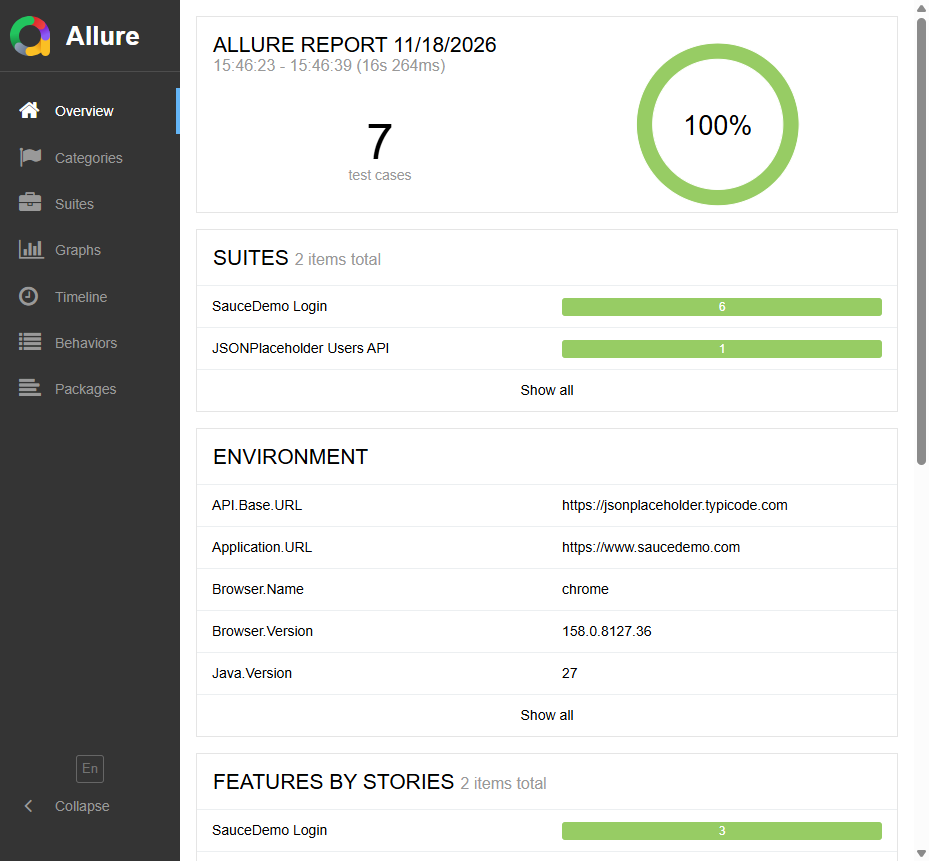 Allure
Overview
Categories
Suites
Graphs
Timeline
Behaviors
Packages
En
Collapse
ALLURE REPORT 11/18/2026
15:46:23 - 15:46:39 (16s 264ms)
7
test cases
100%
SUITES 2 items total
SauceDemo Login 6
JSONPlaceholder Users API 1
Show all
ENVIRONMENT
API.Base.URL https://jsonplaceholder.typicode.com
Application.URL https://www.saucedemo.com
Browser.Name chrome
Browser.Version 158.0.8127.36
Java.Version 27
Show all
FEATURES BY STORIES 2 items total
SauceDemo Login 3